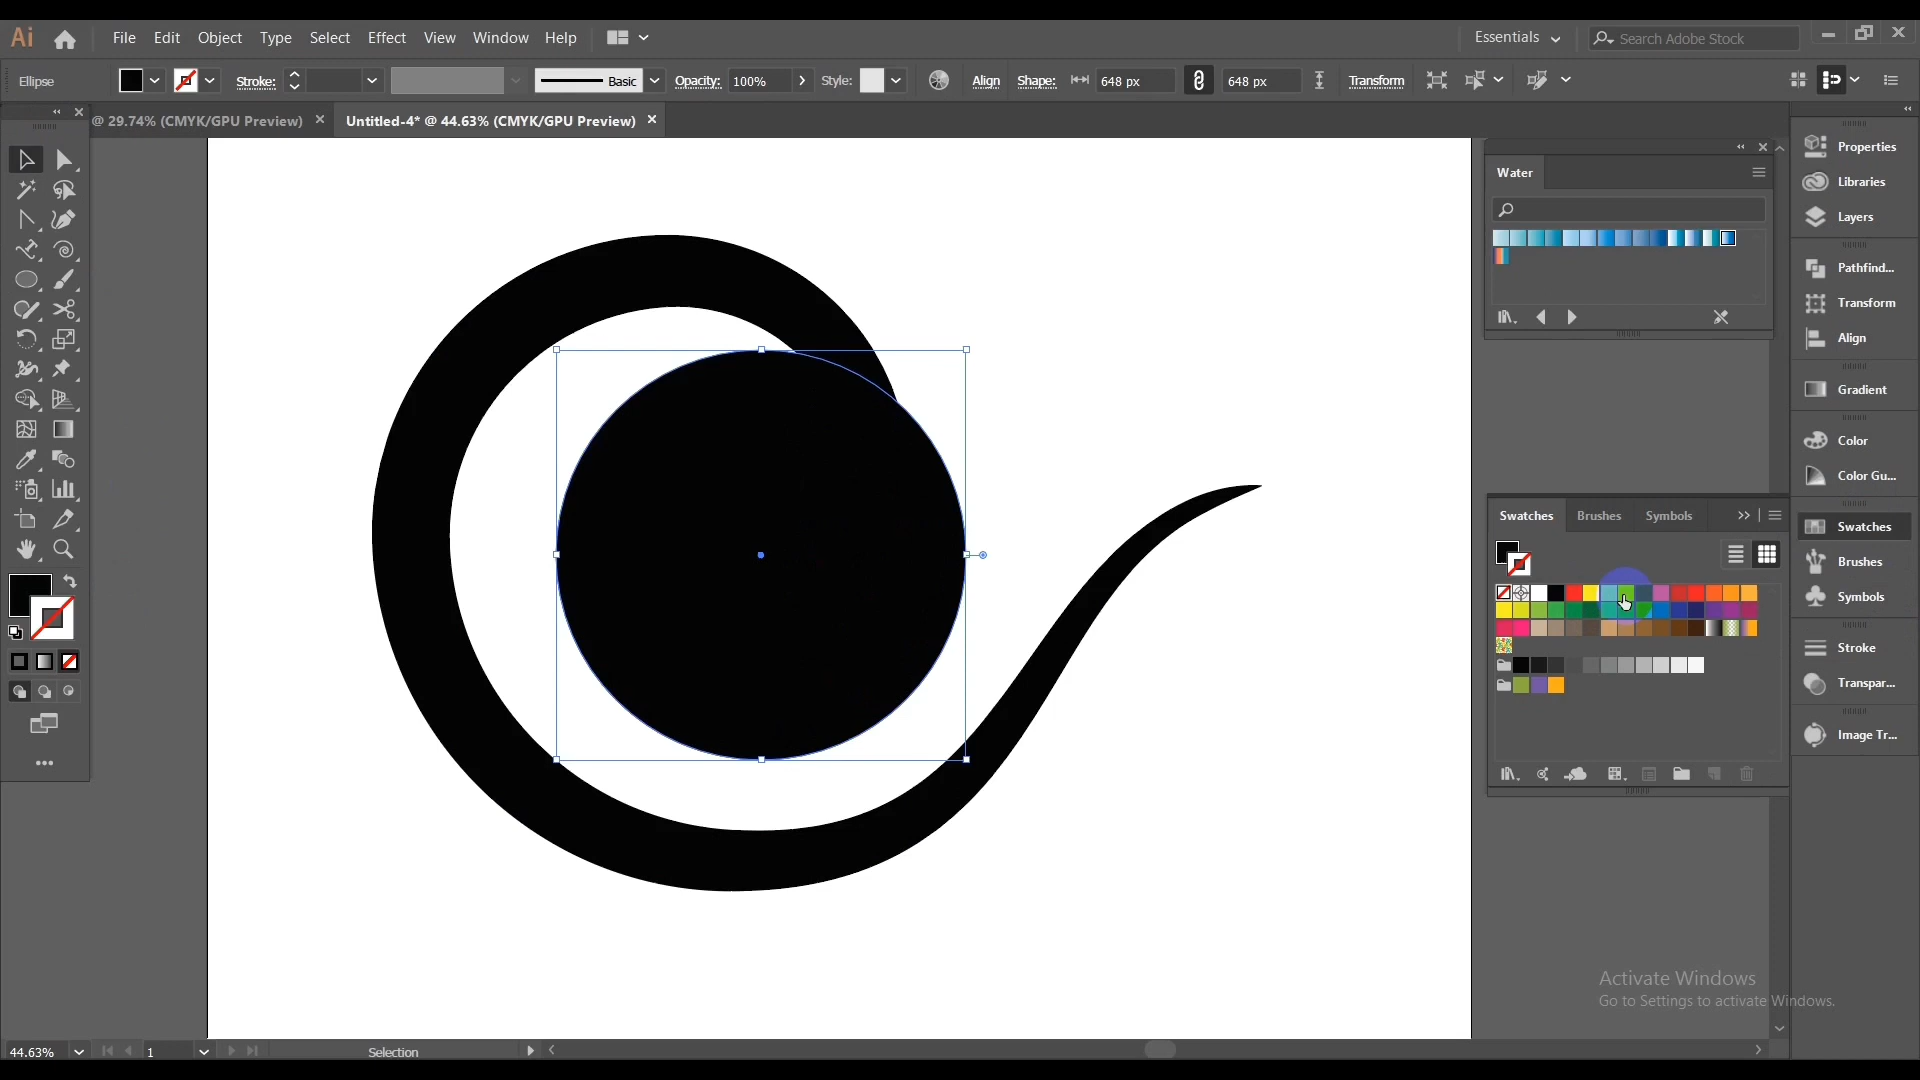 Ai File Edit Object Type Select Effect View Window Help Essentials Search Adobe Stock
Ellipse Stroke: Basic Opacity: 100% Style: Align Shape: 648 px 648 px Transform
@ 29.74% (CMYK/GPU Preview) Untitled-4* @ 44.63% (CMYK/GPU Preview)
Water
Properties
Libraries
Layers
Pathfind...
Transform
Align
Gradient
Color
Color Gu...
Swatches Brushes Symbols
Swatches
Brushes
Symbols
Stroke
Transpar...
Image Tr...
Activate Windows
Go to Settings to activate Windows.
44.63% 1 Selection